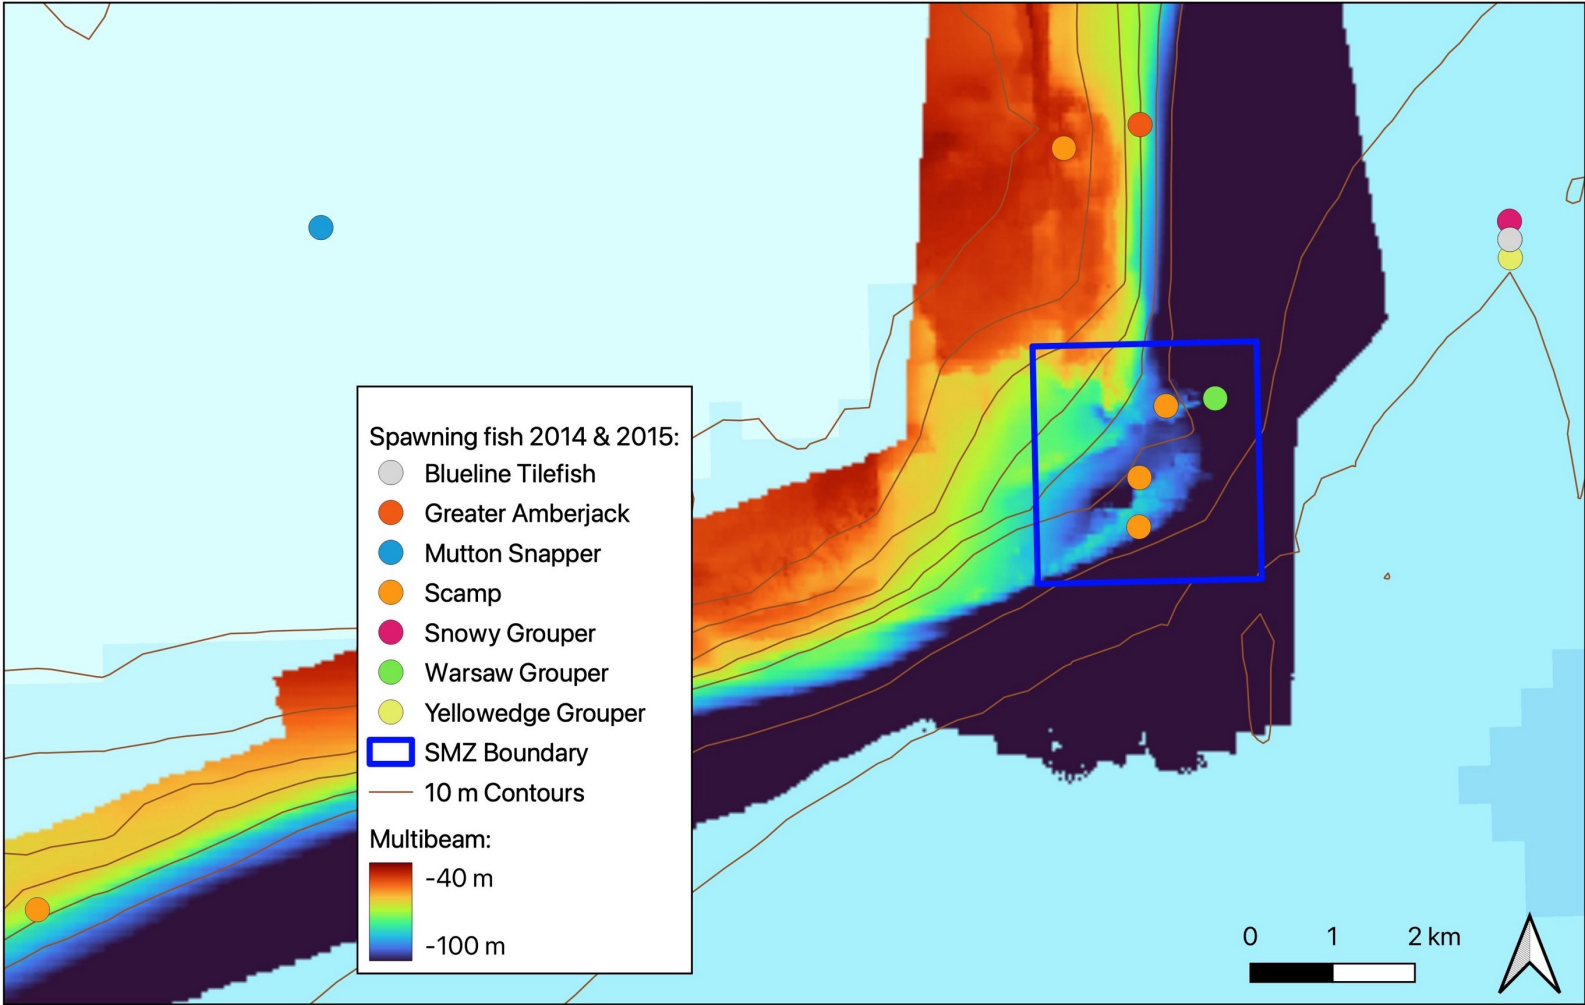 Spawning fish 2014 & 2015:
Blueline Tilefish
Greater Amberjack
Mutton Snapper
Scamp
Snowy Grouper
Warsaw Grouper
Yellowedge Grouper
SMZ Boundary
10 m Contours
Multibeam:
-40 m
-100 m
0 1 2 km